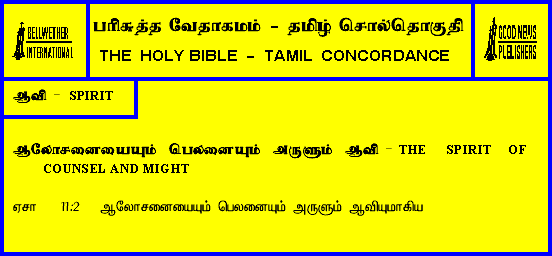 BELLWETHER
INTERNATIONAL
பரிசுத்த வேதாகமம் - தமிழ் சொல்தொகுதி
THE HOLY BIBLE - TAMIL CONCORDANCE
GOOD NEWS
PUBLISHERS
ஆவி - SPIRIT
ஆலோசனையையும் பெலனையும் அருளும் ஆவி - THE SPIRIT OF
COUNSEL AND MIGHT
ஏசா 11:2 ஆலோசனையையும் பெலனையும் அருளும் ஆவியுமாகிய